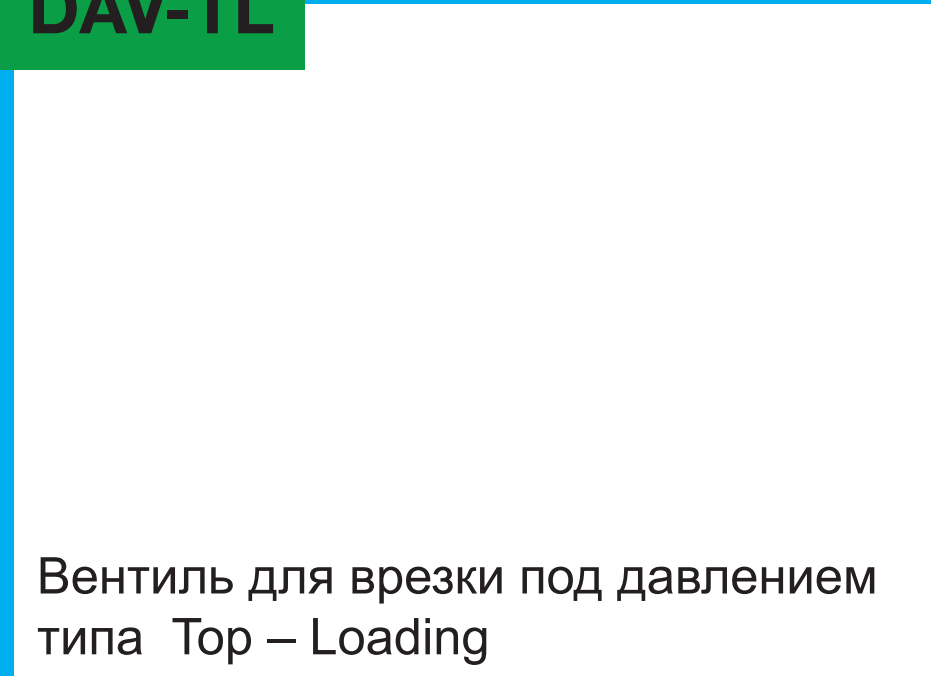 DAV-TL
Вентиль для врезки под давлением
типа Top – Loading